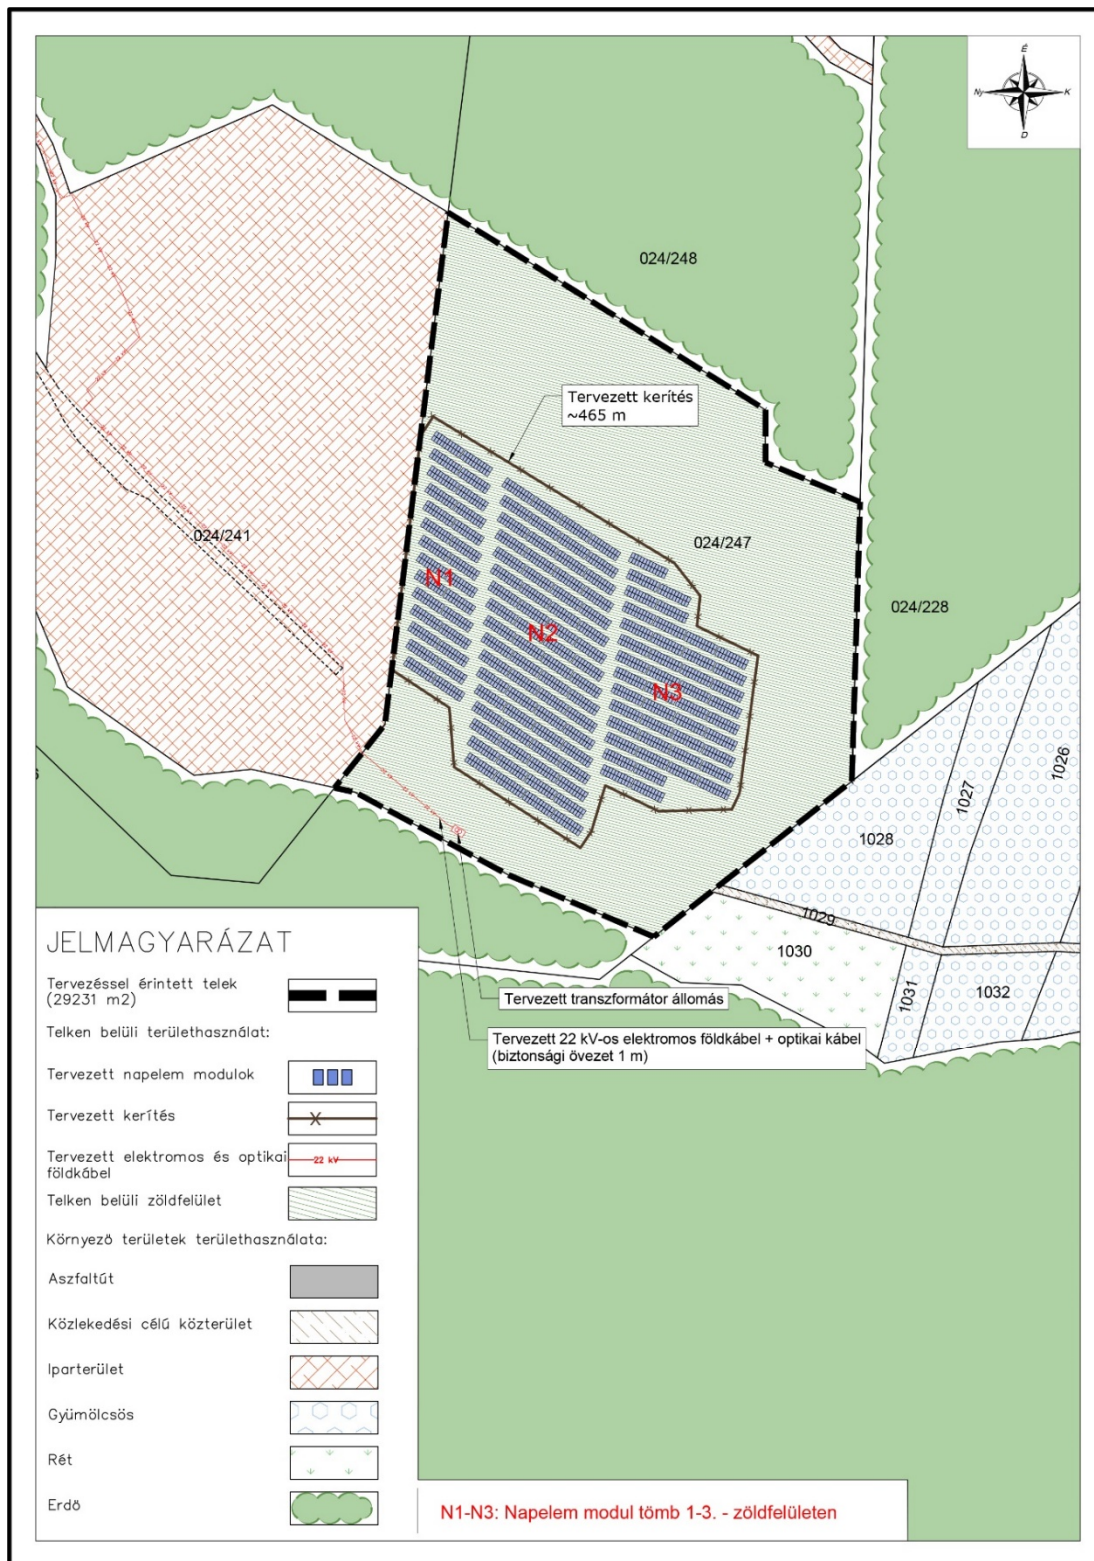 É
Ny
K
D
024/248
Tervezett kerítés
~465 m
024/241
024/247
N1
N2
N3
024/228
1026
1027
1028
1029
1030
1031
1032
Tervezett transzformátor állomás
Tervezett 22 kV-os elektromos földkábel + optikai kábel
(biztonsági övezet 1 m)
JELMAGYARÁZAT
Tervezéssel érintett telek
(29231 m2)
Telken belüli területhasználat:
Tervezett napelem modulok
Tervezett kerítés
X
Tervezett elektromos és optikai
földkábel
22 kV
Telken belüli zöldfelület
Környező területek területhasználata:
Aszfaltút
Közlekedési célú közterület
Iparterület
Gyümölcsös
Rét
Erdő
N1-N3: Napelem modul tömb 1-3. - zöldfelületen